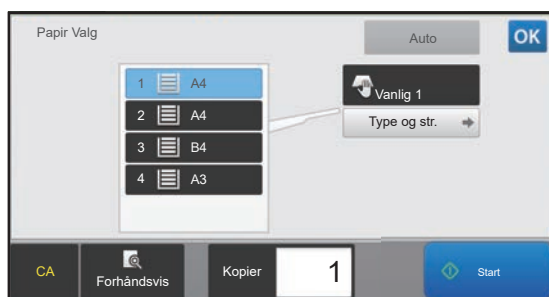 Papir Valg
Auto
OK
1 A4
2 A4
3 B4
4 A3
Vanlig 1
Type og str.
CA
Forhåndsvis
Kopier
1
Start